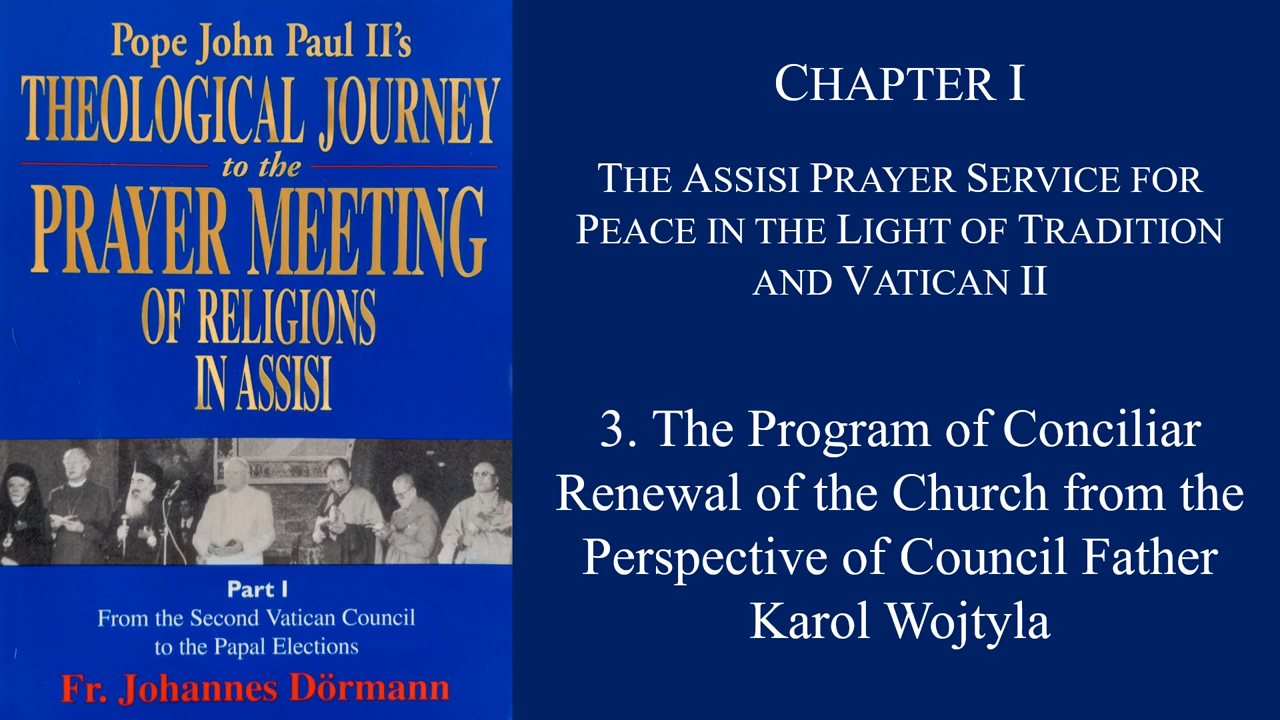 Pope John Paul II's
THEOLOGICAL JOURNEY
to the
PRAYER MEETING
OF RELIGIONS
IN ASSISI
Part I
From the Second Vatican Council
to the Papal Elections
Fr. Johannes Dörmann
CHAPTER I
THE ASSISI PRAYER SERVICE FOR
PEACE IN THE LIGHT OF TRADITION
AND VATICAN II
3. The Program of Conciliar
Renewal of the Church from the
Perspective of Council Father
Karol Wojtyla